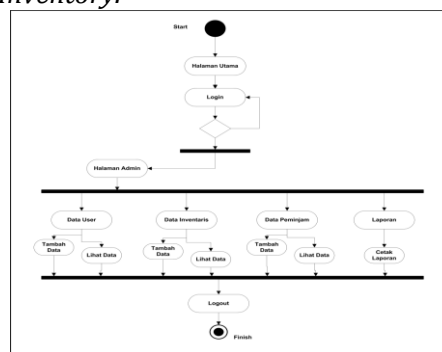 Inventory.
Start
Halaman Utama
Login
Halaman Admin
Data User
Data Inventaris
Data Peminjam
Laporan
Tambah
Data
Lihat Data
Tambah
Data
Lihat Data
Tambah
Data
Lihat Data
Cetak
Laporan
Logout
Finish